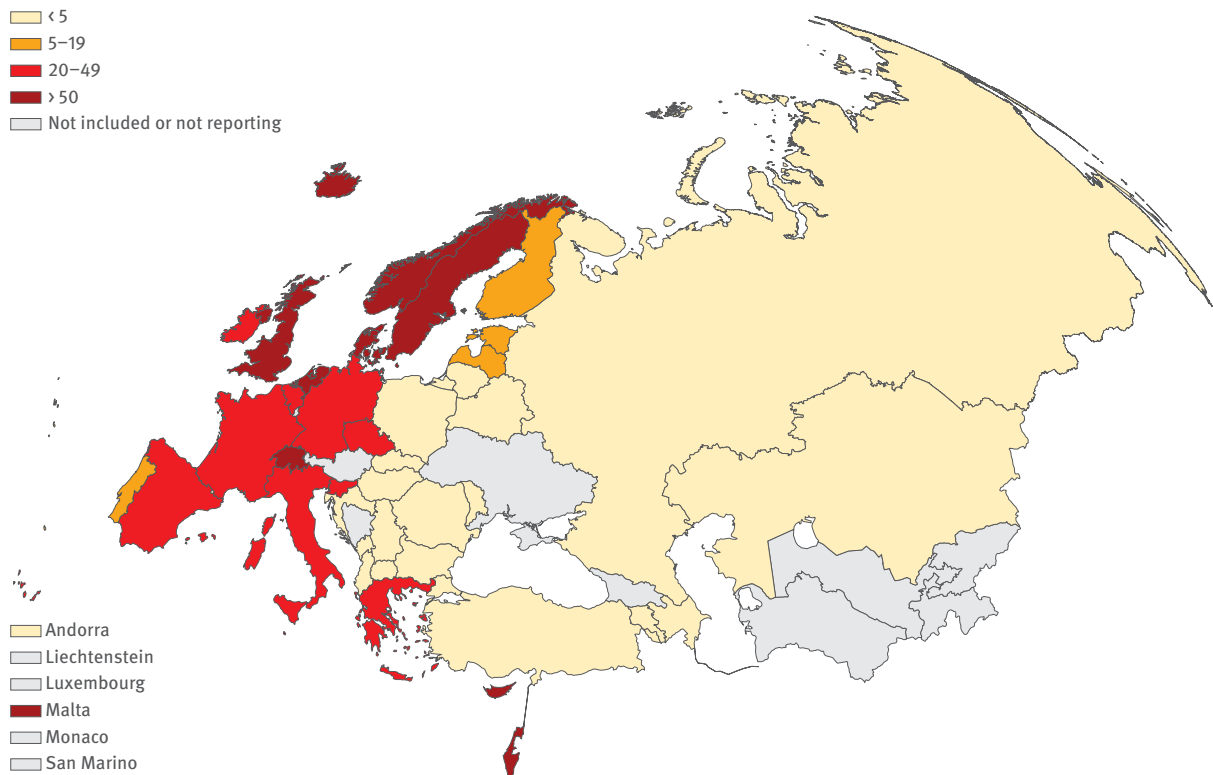 < 5
5–19
20–49
> 50
Not included or not reporting
Andorra
Liechtenstein
Luxembourg
Malta
Monaco
San Marino